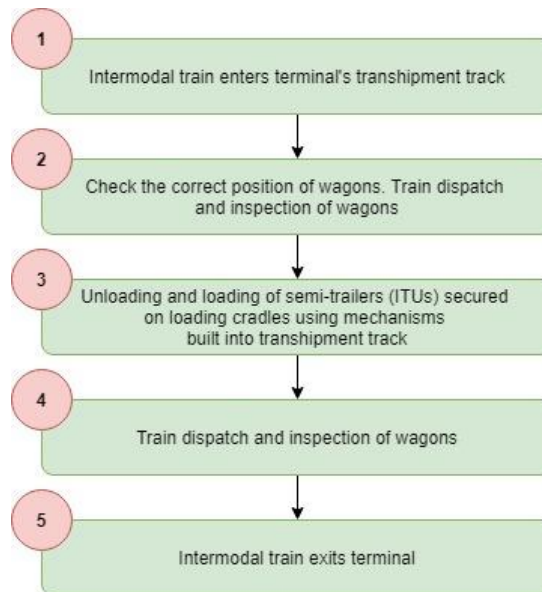 1
Intermodal train enters terminal's transhipment track
2
Check the correct position of wagons. Train dispatch
and inspection of wagons
3
Unloading and loading of semi-trailers (ITUs) secured
on loading cradles using mechanisms
built into transhipment track
4
Train dispatch and inspection of wagons
5
Intermodal train exits terminal